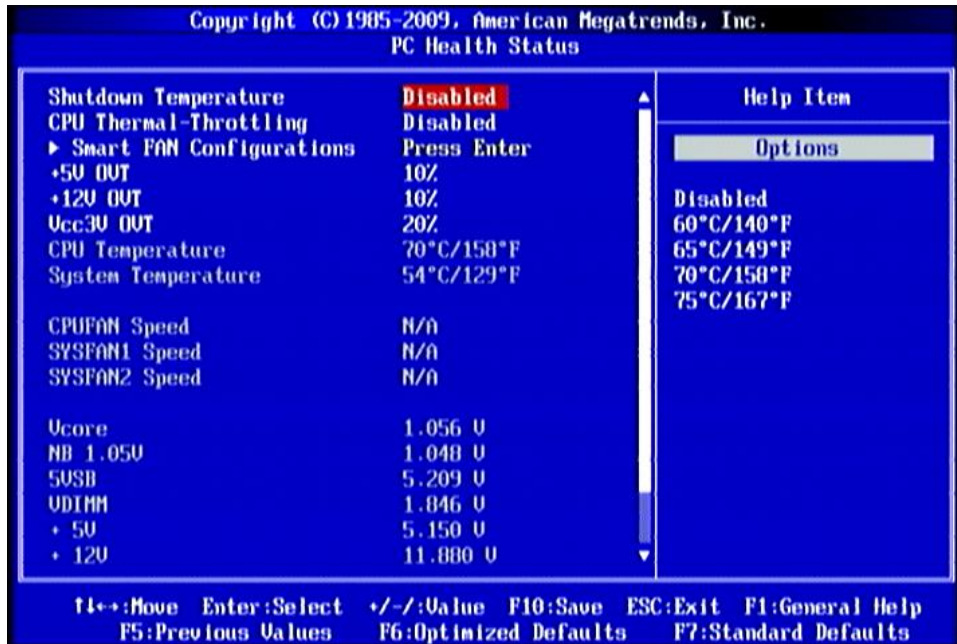 Copyright (C)1985-2009, American Megatrends, Inc.
PC Health Status
Shutdown Temperature Disabled
CPU Thermal-Throttling Disabled
▶ Smart FAN Configurations Press Enter
+5V OVT 10%
+12V OVT 10%
Vcc3V OVT 20%
CPU Temperature 70°C/158°F
System Temperature 54°C/129°F
CPUFAN Speed N/A
SYSFAN1 Speed N/A
SYSFAN2 Speed N/A
Vcore 1.056 V
NB 1.05V 1.048 V
5VSB 5.209 V
VDIMM 1.846 V
+ 5V 5.150 V
+ 12V 11.880 V
Help Item
Options
Disabled
60°C/140°F
65°C/149°F
70°C/158°F
75°C/167°F
↑↓←→:Move Enter:Select +/-/:Value F10:Save ESC:Exit F1:General Help
F5:Previous Values F6:Optimized Defaults F7:Standard Defaults